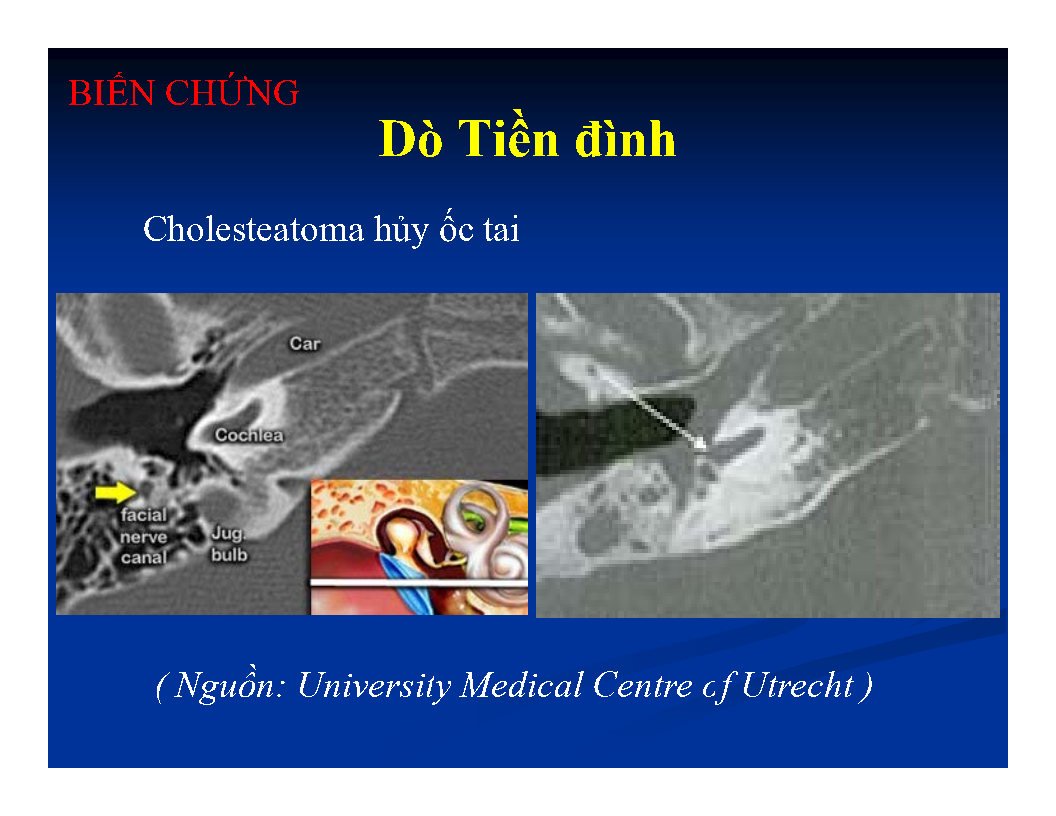 BIẾN CHỨNG
Dò Tiền đình
Cholesteatoma hủy ốc tai
Car
Cochlea
facial
nerve
canal
Jug.
bulb
( Nguồn: University Medical Centre of Utrecht )